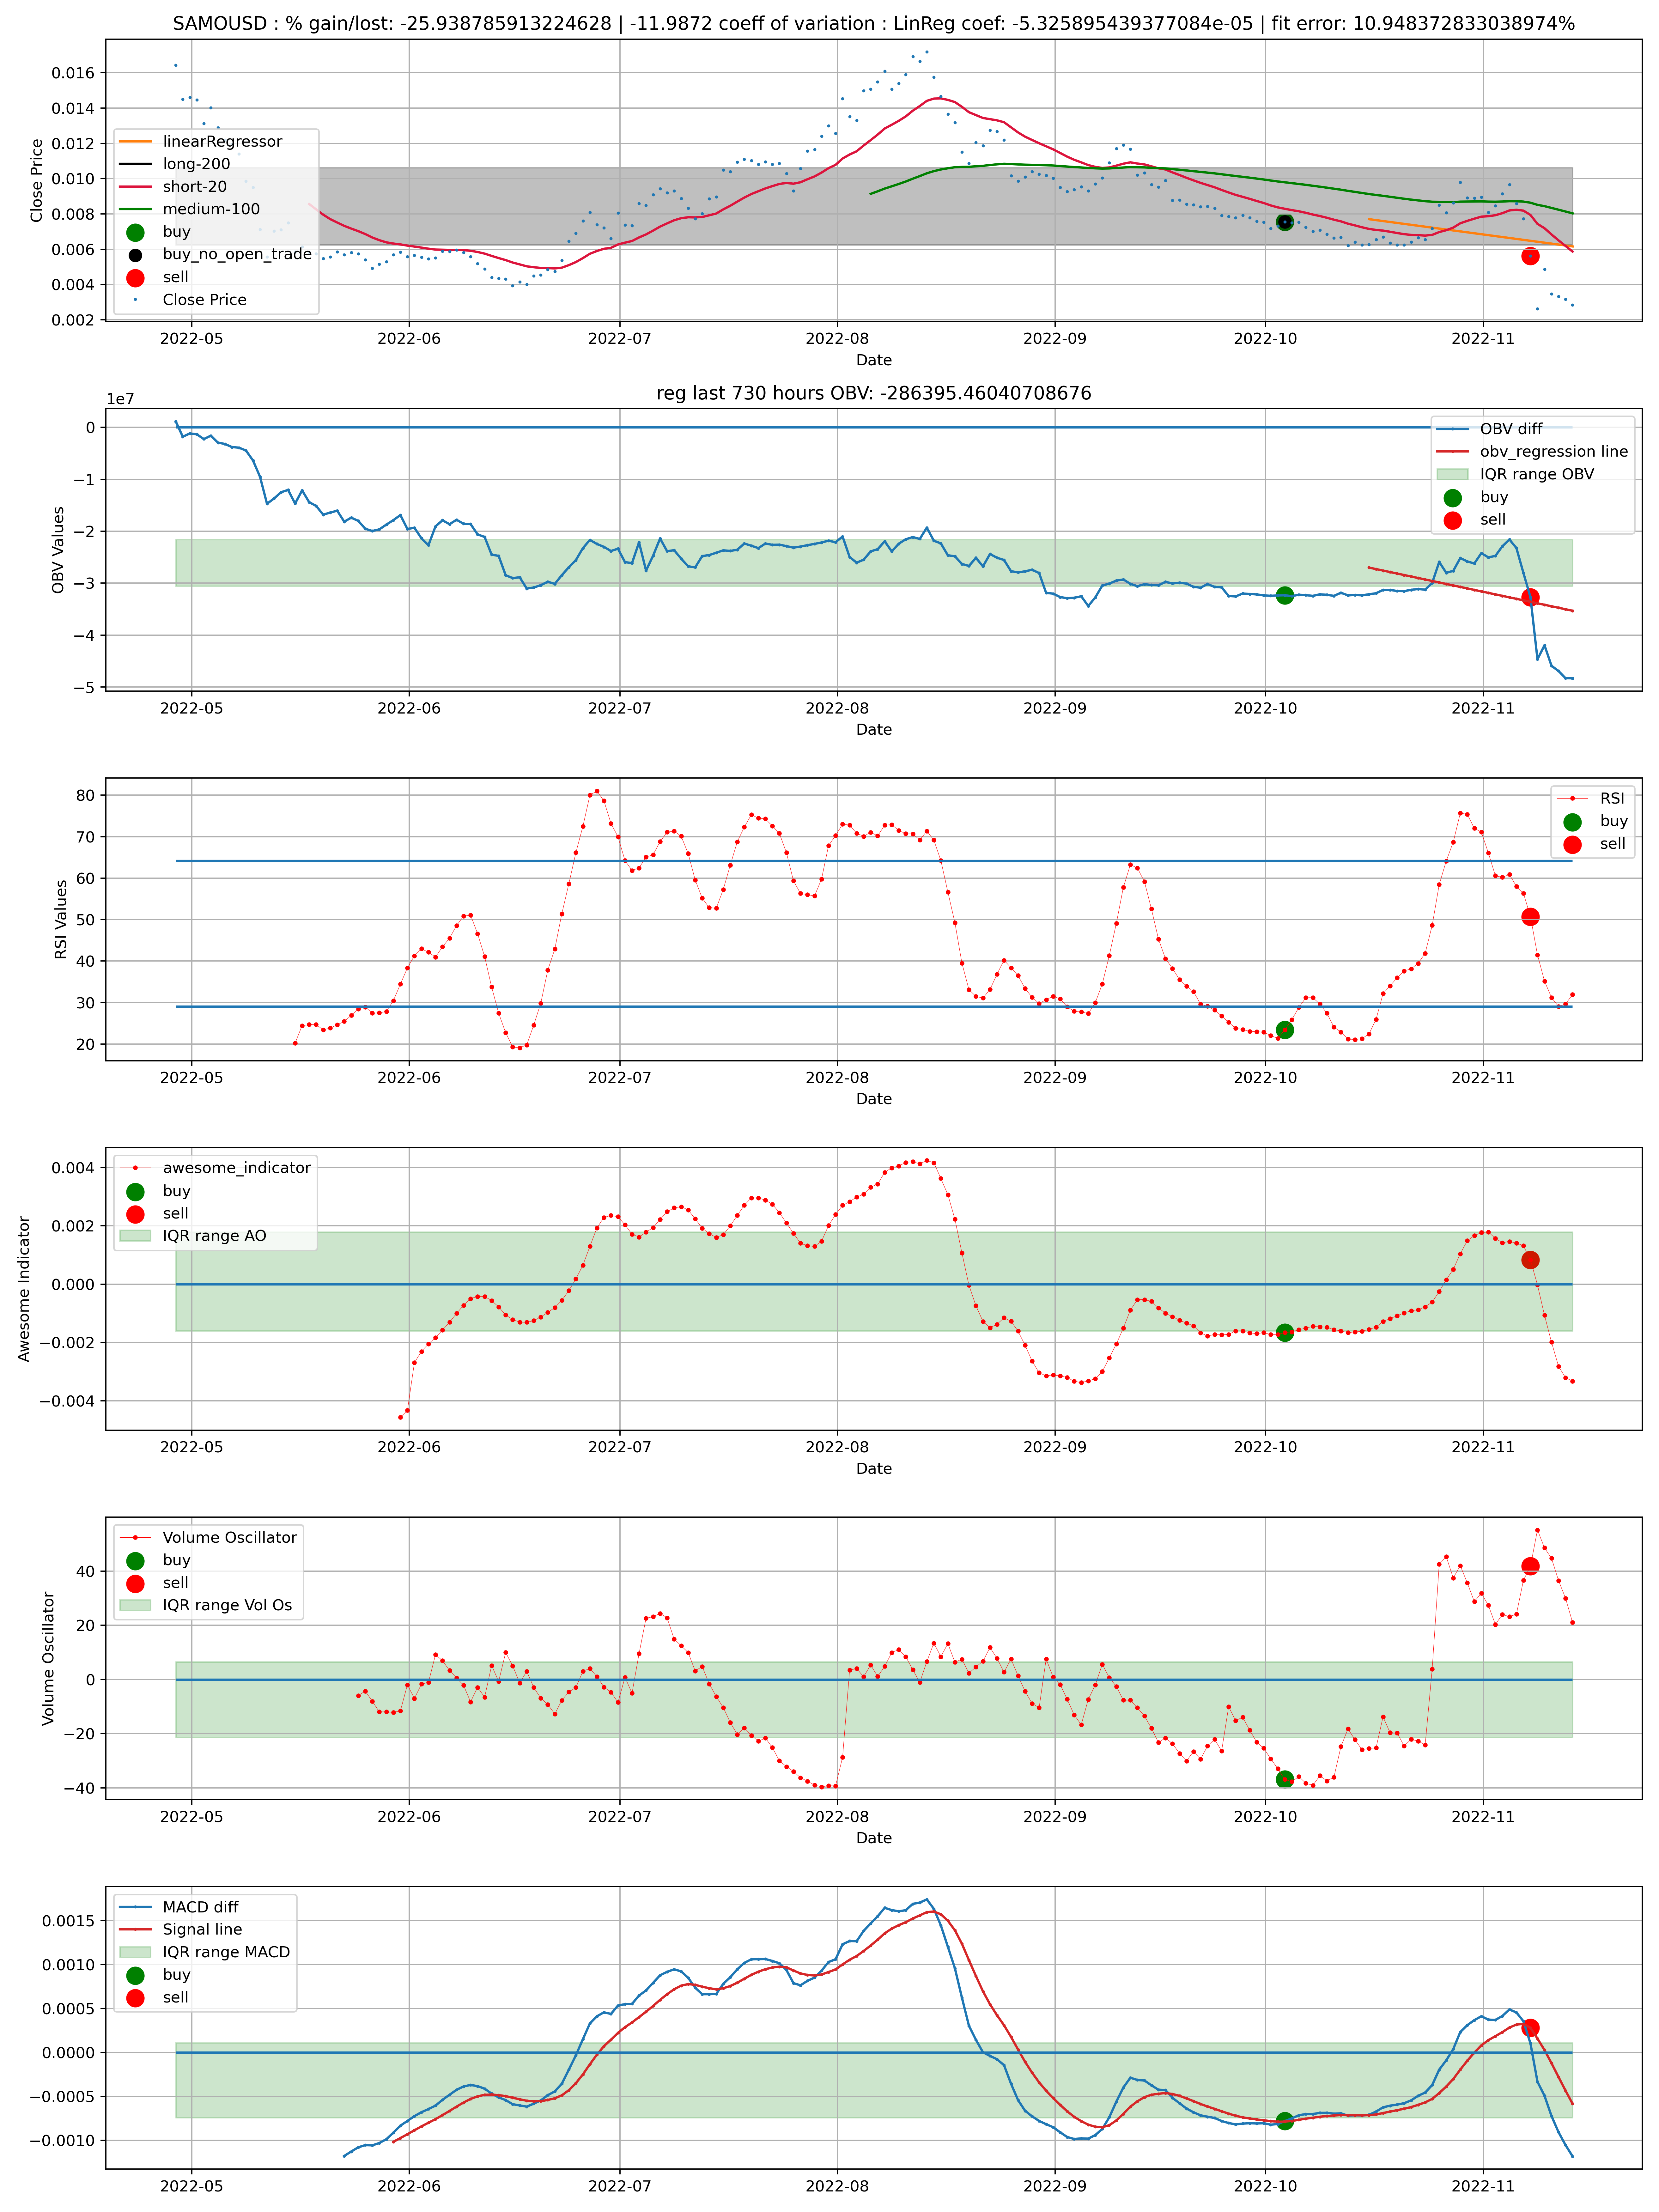 SAMOUSD : % gain/lost: -25.938785913224628 | -11.9872 coeff of variation : LinReg coef: -5.325895439377084e-05 | fit error: 10.948372833038974%
Close Price
0.016
0.014
0.012
0.010
0.008
0.006
0.004
0.002
linearRegressor
long-200
short-20
medium-100
buy
buy_no_open_trade
sell
Close Price
2022-05 2022-06 2022-07 2022-08 2022-09 2022-10 2022-11
Date
reg last 730 hours OBV: -286395.46040708676
1e7
OBV Values
0
−1
−2
−3
−4
−5
OBV diff
obv_regression line
IQR range OBV
buy
sell
2022-05 2022-06 2022-07 2022-08 2022-09 2022-10 2022-11
Date
RSI Values
80
70
60
50
40
30
20
RSI
buy
sell
2022-05 2022-06 2022-07 2022-08 2022-09 2022-10 2022-11
Date
Awesome Indicator
0.004
0.002
0.000
−0.002
−0.004
awesome_indicator
buy
sell
IQR range AO
2022-05 2022-06 2022-07 2022-08 2022-09 2022-10 2022-11
Date
Volume Oscillator
40
20
0
−20
−40
Volume Oscillator
buy
sell
IQR range Vol Os
2022-05 2022-06 2022-07 2022-08 2022-09 2022-10 2022-11
Date
0.0015
0.0010
0.0005
0.0000
−0.0005
−0.0010
MACD diff
Signal line
IQR range MACD
buy
sell
2022-05 2022-06 2022-07 2022-08 2022-09 2022-10 2022-11